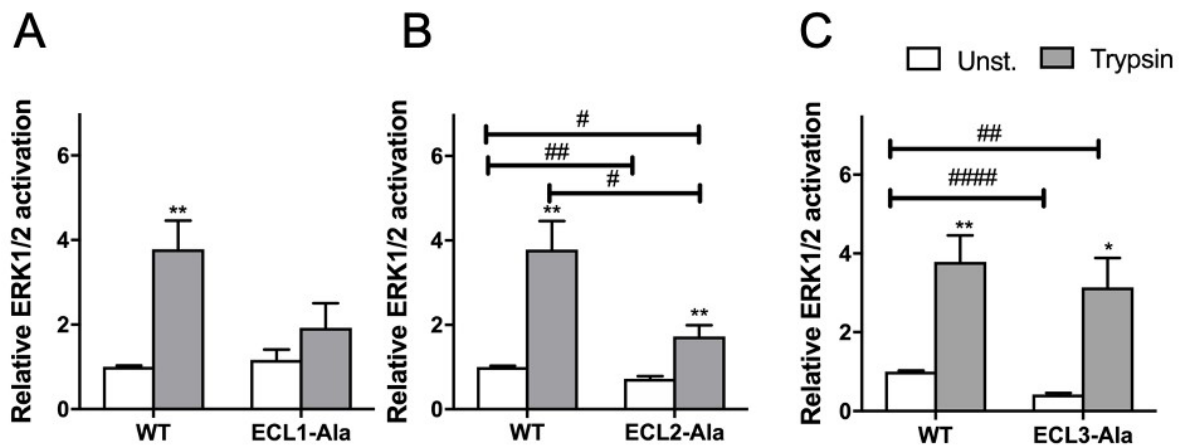 A
B
C
Unst.
Trypsin
Relative ERK1/2 activation
6
4
2
0
**
WT
ECL1-Ala
Relative ERK1/2 activation
6
4
2
0
#
##
#
**
**
WT
ECL2-Ala
Relative ERK1/2 activation
6
4
2
0
##
####
**
*
WT
ECL3-Ala